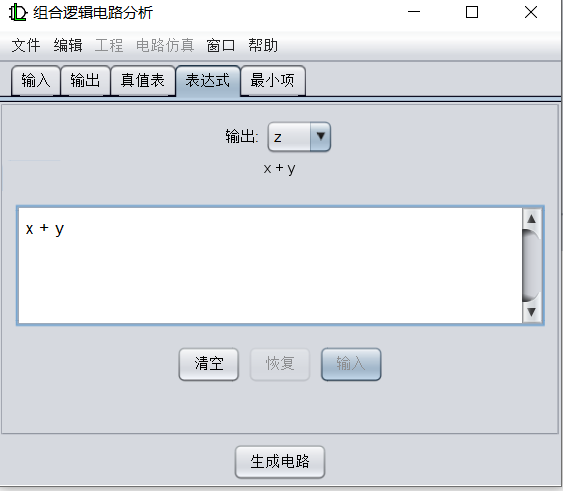 组合逻辑电路分析
文件 编辑 工程 电路仿真 窗口 帮助
输入 输出 真值表 表达式 最小项
输出: z
x + y
x + y
清空 恢复 输入
生成电路